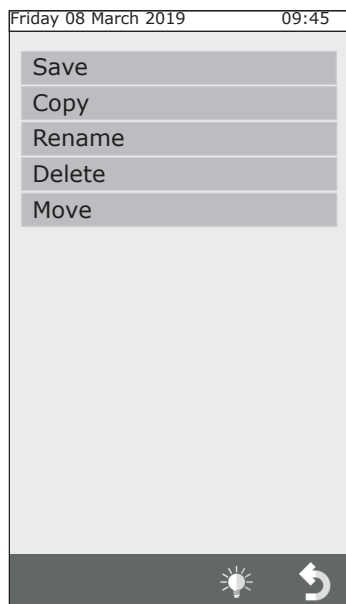 Friday 08 March 2019 09:45
Save
Copy
Rename
Delete
Move